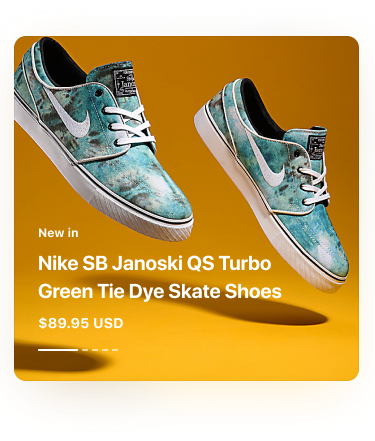 New in
Nike SB Janoski QS Turbo
Green Tie Dye Skate Shoes
$89.95 USD